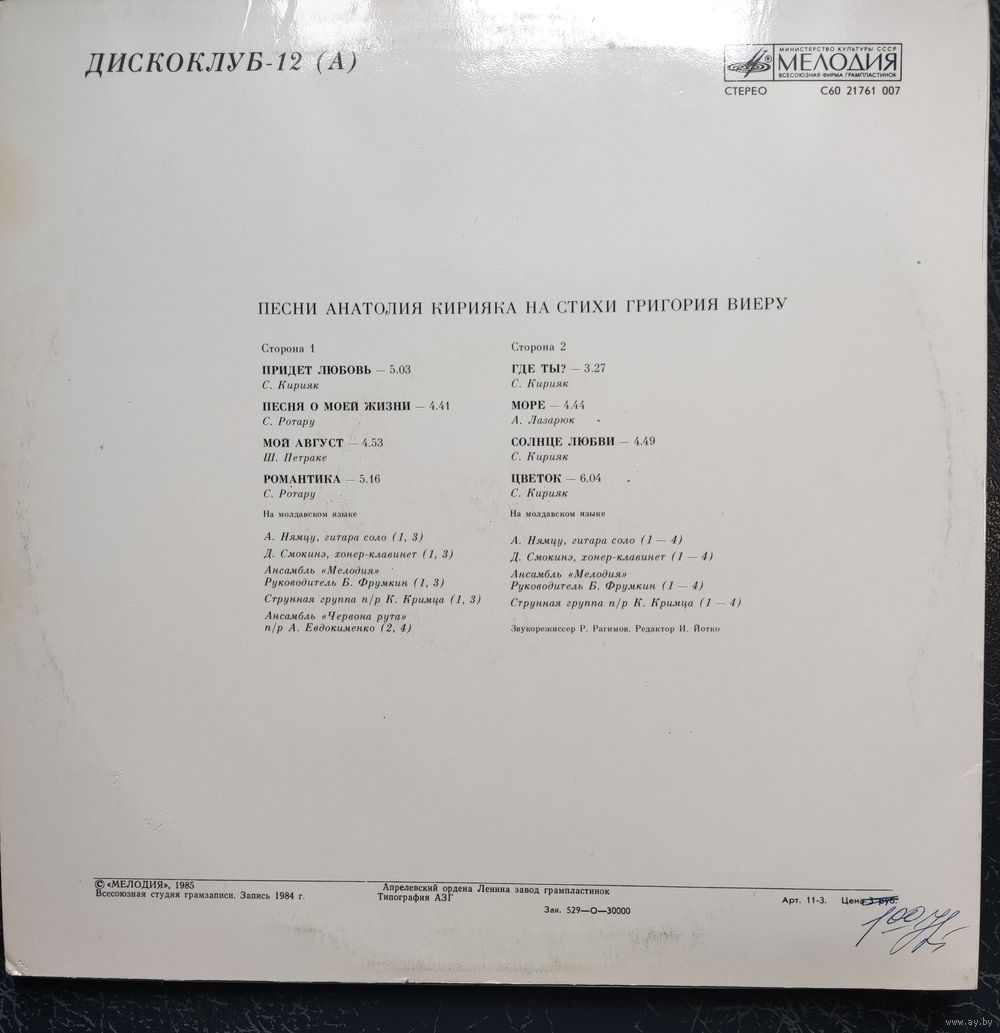 ДИСКОКЛУБ-12 (А)
МИНИСТЕРСТВО КУЛЬТУРЫ СССР
МЕЛОДИЯ
ВСЕСОЮЗНАЯ ФИРМА ГРАМПЛАСТИНОК
СТЕРЕО С60 21761 007
ПЕСНИ АНАТОЛИЯ КИРИЯКА НА СТИХИ ГРИГОРИЯ ВИЕРУ
Сторона 1
ПРИДЕТ ЛЮБОВЬ — 5.03
С. Кирияк
ПЕСНЯ О МОЕЙ ЖИЗНИ — 4.41
С. Ротару
МОЙ АВГУСТ — 4.53
Ш. Петраке
РОМАНТИКА — 5.16
С. Ротару
На молдавском языке
А. Нямцу, гитара соло (1, 3)
Д. Смокинэ, хонер-клавинет (1, 3)
Ансамбль «Мелодия»
Руководитель Б. Фрумкин (1, 3)
Струнная группа п/р К. Кримца (1, 3)
Ансамбль «Червона рута»
п/р А. Евдокименко (2, 4)
Сторона 2
ГДЕ ТЫ? — 3.27
С. Кирияк
МОРЕ — 4.44
А. Лазарюк
СОЛНЦЕ ЛЮБВИ — 4.49
С. Кирияк
ЦВЕТОК — 6.04
С. Кирияк
На молдавском языке
А. Нямцу, гитара соло (1 — 4)
Д. Смокинэ, хонер-клавинет (1 — 4)
Ансамбль «Мелодия»
Руководитель Б. Фрумкин (1 — 4)
Струнная группа п/р К. Кримца (1 — 4)
Звукорежиссер Р. Рагимов. Редактор И. Йотко
© «МЕЛОДИЯ», 1985
Всесоюзная студия грамзаписи. Запись 1984 г.
Апрелевский ордена Ленина завод грампластинок
Типография АЗГ
Зак. 529—О—30000
Арт. 11-3. Цена 3 руб.
www.ay.by